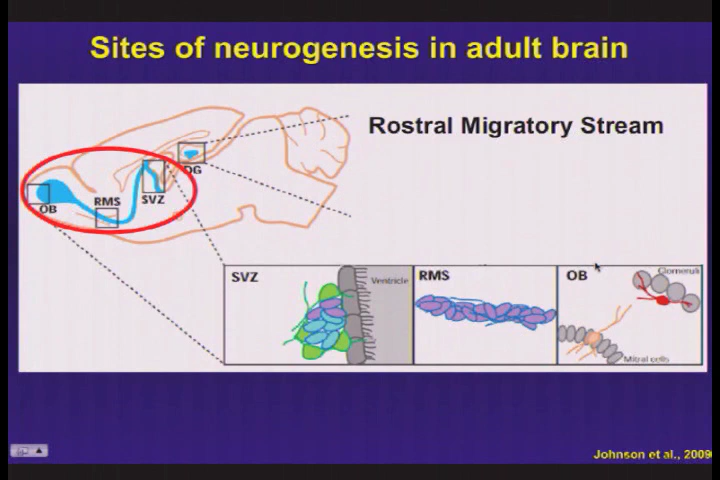 Sites of neurogenesis in adult brain
Rostral Migratory Stream
DG
RMS
SVZ
OB
SVZ
Ventricle
RMS
OB
Glomeruli
Mitral cells
Johnson et al., 2009